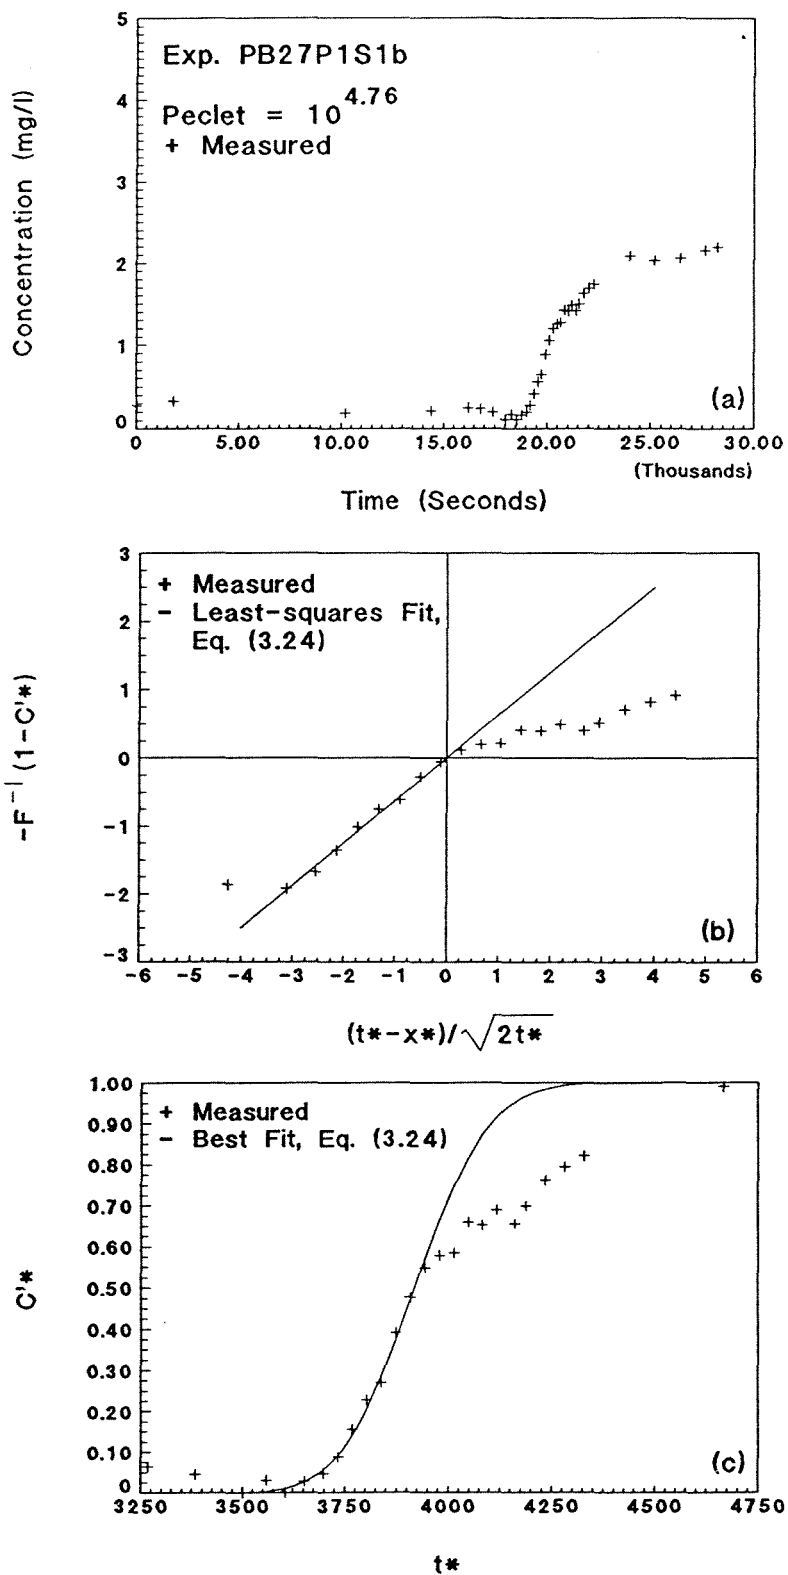 5
Exp. PB27P1S1b
4
Peclet = 10^4.76
+ Measured
3
2
1
0
Concentration (mg/l)
(a)
0 5.00 10.00 15.00 20.00 25.00 30.00
(Thousands)
Time (Seconds)
3
+ Measured
– Least-squares Fit,
Eq. (3.24)
2
1
0
-1
-2
-3
-F^-1 (1-C'*)
(b)
-6 -5 -4 -3 -2 -1 0 1 2 3 4 5 6
(t*-x*)/√2t*
1.00
+ Measured
0.90
– Best Fit, Eq. (3.24)
0.80
0.70
0.60
0.50
0.40
0.30
0.20
0.10
0
C'*
(c)
3250 3500 3750 4000 4250 4500 4750
t*